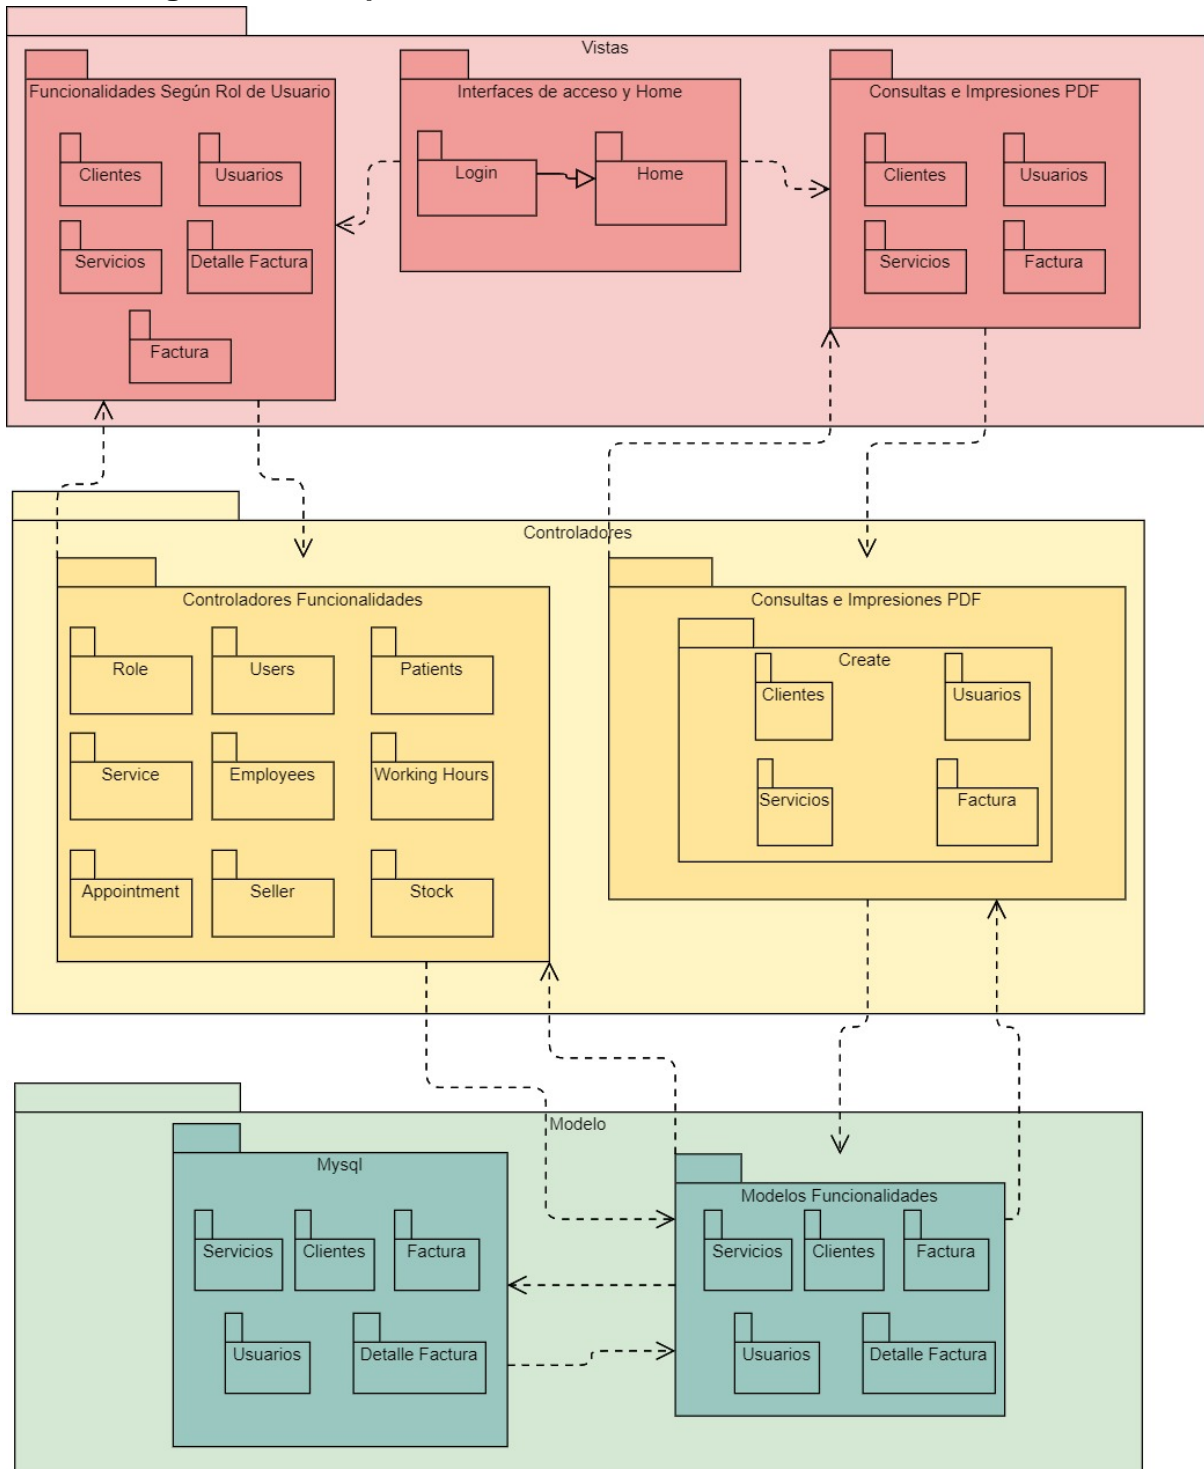 Vistas
Funcionalidades Según Rol de Usuario
Clientes
Usuarios
Servicios
Detalle Factura
Factura
Interfaces de acceso y Home
Login
Home
Consultas e Impresiones PDF
Clientes
Usuarios
Servicios
Factura
Controladores
Controladores Funcionalidades
Role
Users
Patients
Service
Employees
Working Hours
Appointment
Seller
Stock
Consultas e Impresiones PDF
Create
Clientes
Usuarios
Servicios
Factura
Modelo
Mysql
Servicios
Clientes
Factura
Usuarios
Detalle Factura
Modelos Funcionalidades
Servicios
Clientes
Factura
Usuarios
Detalle Factura